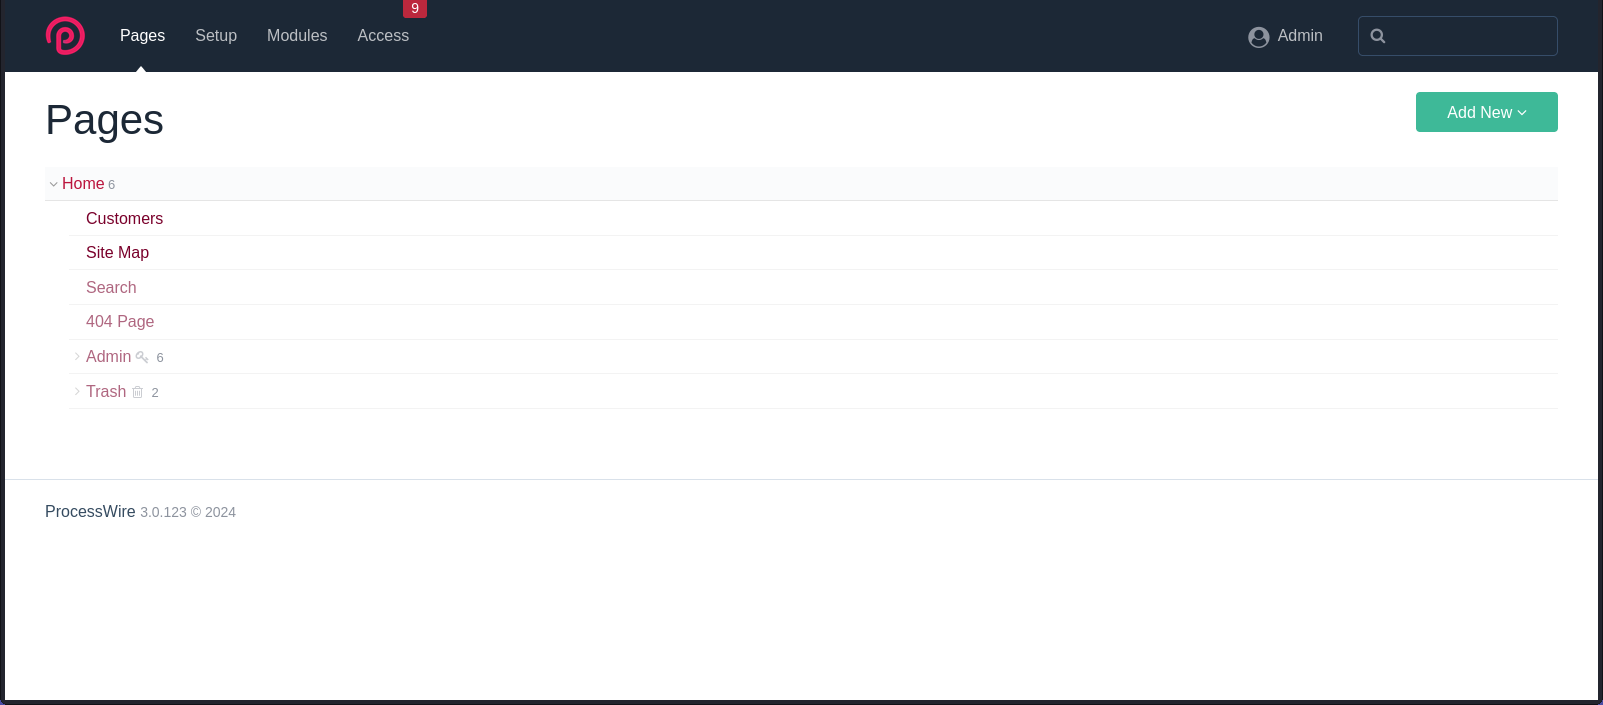 9
Pages Setup Modules Access Admin
Pages
Add New
Home 6
Customers
Site Map
Search
404 Page
Admin 6
Trash 2
ProcessWire 3.0.123 © 2024